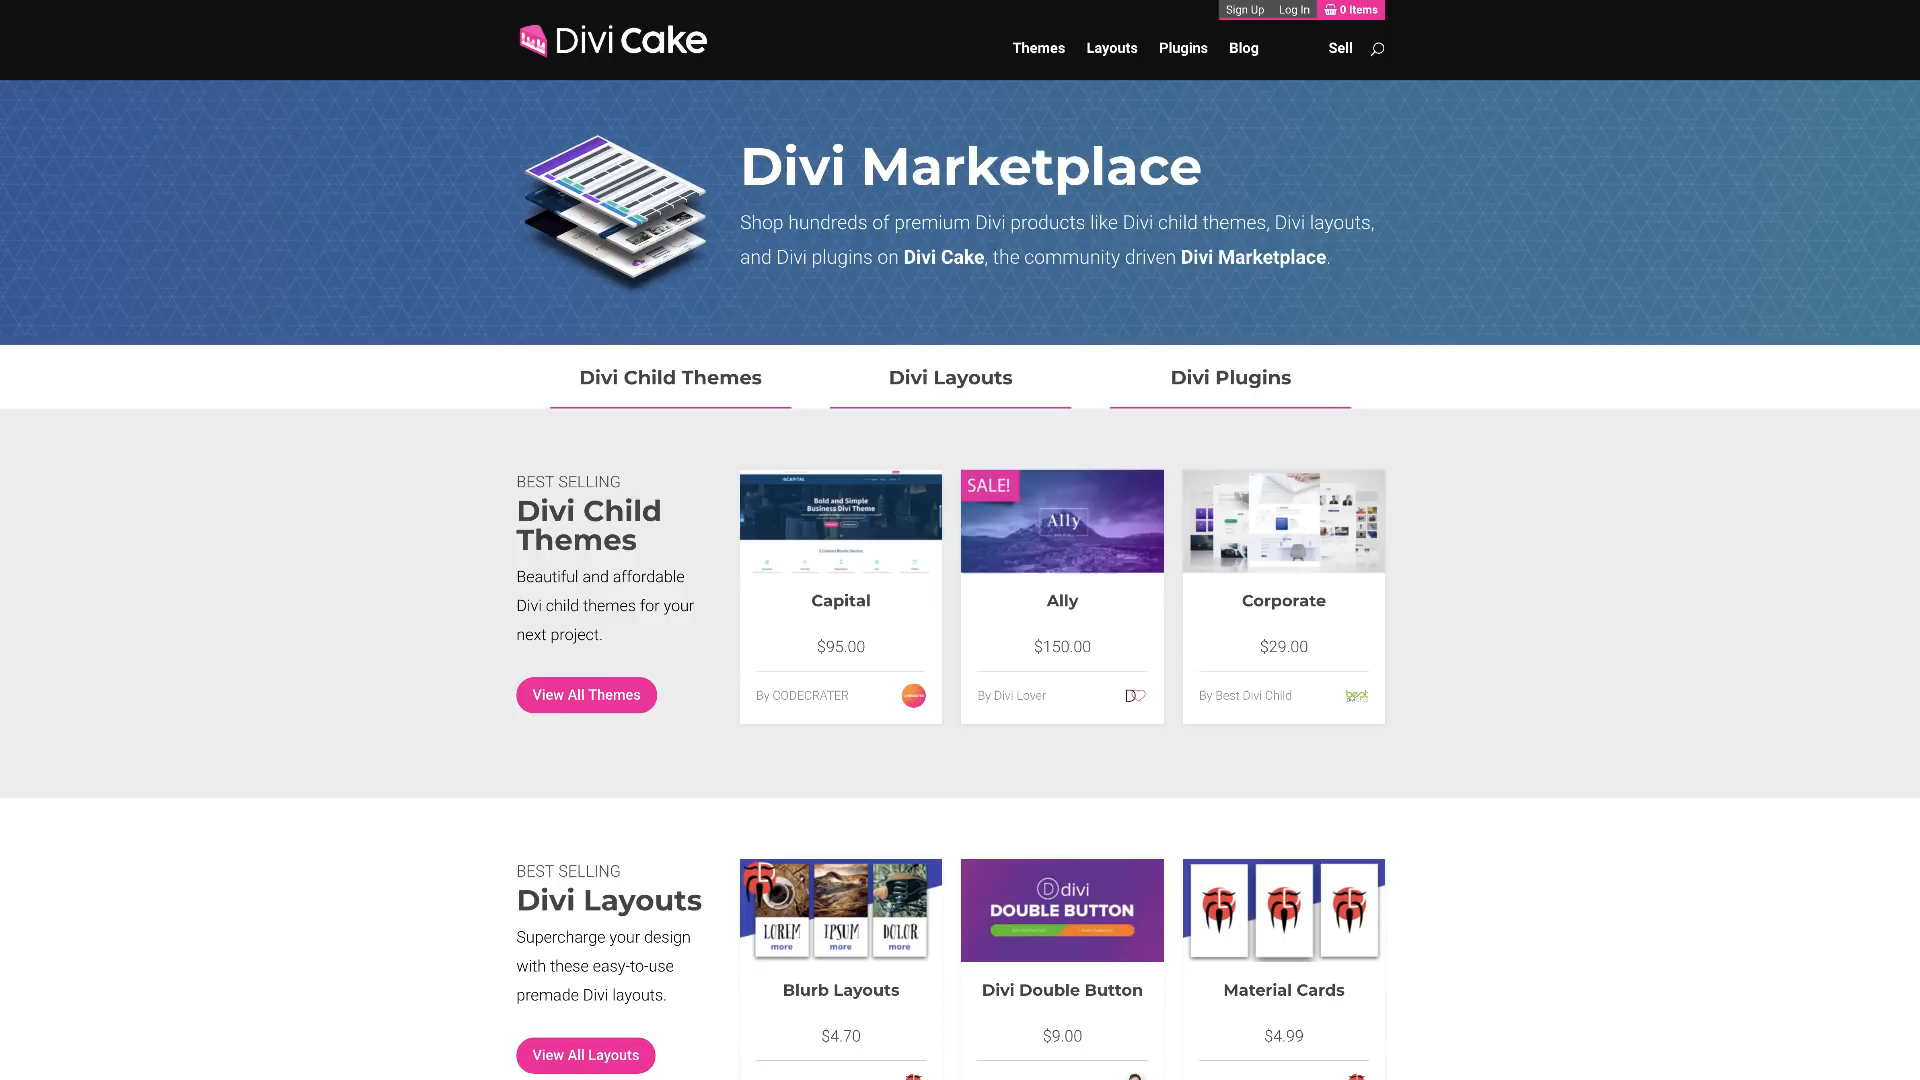 Sign Up
Log In
0 Items
Divi Cake
Themes
Layouts
Plugins
Blog
Sell
Divi Marketplace
Shop hundreds of premium Divi products like Divi child themes, Divi layouts,
and Divi plugins on Divi Cake, the community driven Divi Marketplace.
Divi Child Themes
Divi Layouts
Divi Plugins
BEST SELLING
Divi Child
Themes
Beautiful and affordable
Divi child themes for your
next project.
View All Themes
CAPITAL
Bold and Simple
Business Divi Theme
Capital
$95.00
By CODECRATER
SALE!
Ally
Ally
$150.00
By Divi Lover
Corporate
$29.00
By Best Divi Child
best
BEST SELLING
Divi Layouts
Supercharge your design
with these easy-to-use
premade Divi layouts.
View All Layouts
LOREM
more
IPSUM
more
DOLOR
more
Blurb Layouts
$4.70
divi
DOUBLE BUTTON
Divi Double Button
$9.00
Material Cards
$4.99